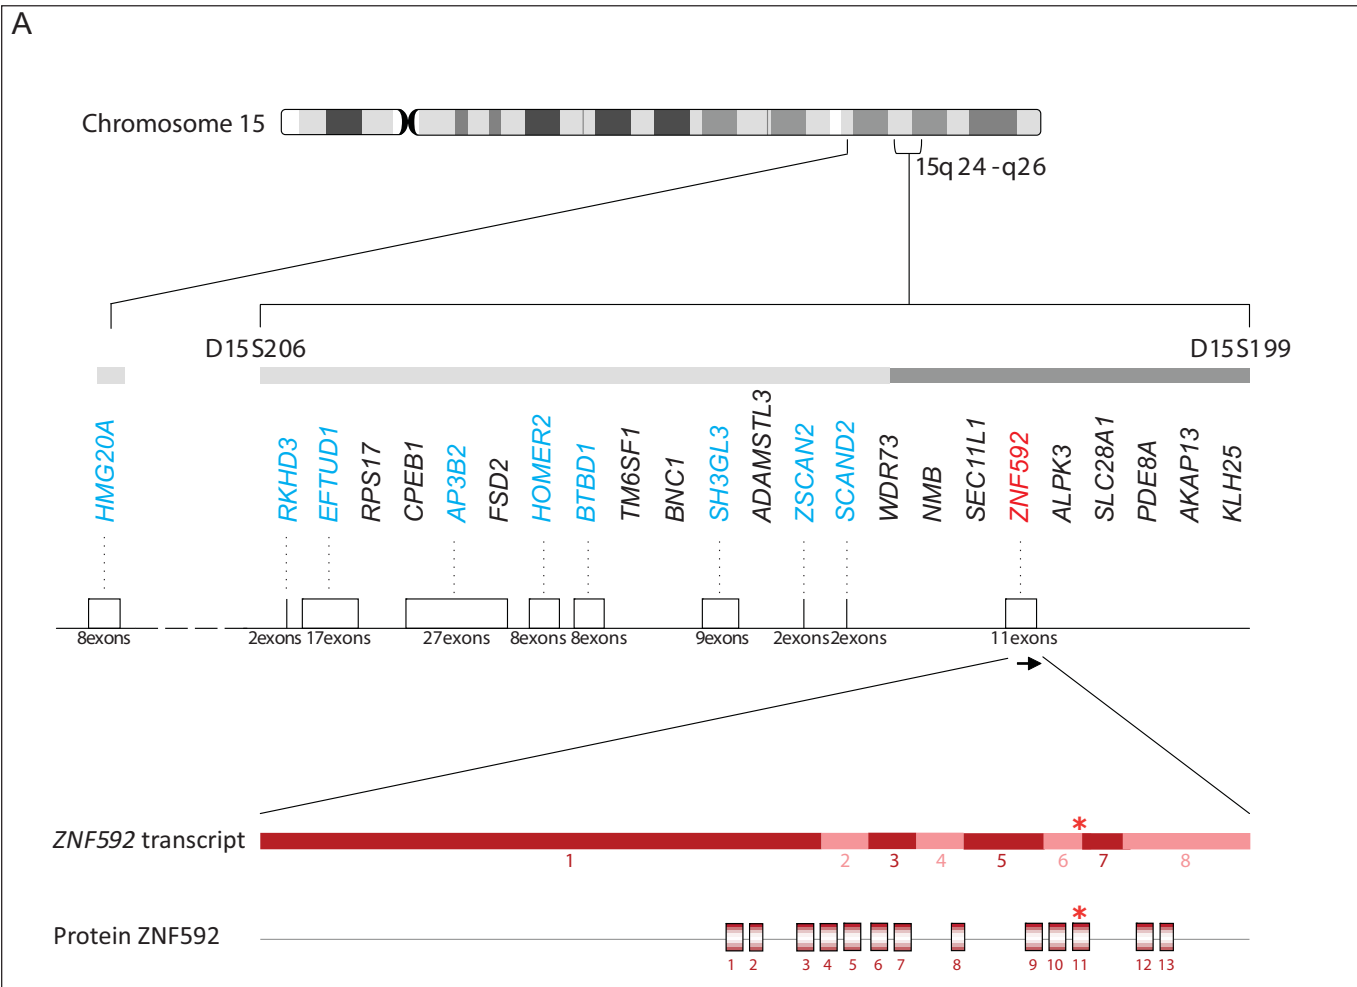 A
Chromosome 15
15q24-q26
D15S206
D15S199
HMG20A RKHD3 EFTUD1 RPS17 CPEB1 AP3B2 FSD2 HOMER2 BTBD1 TM6SF1 BNC1 SH3GL3 ADAMSTL3 ZSCAN2 SCAND2 WDR73 NMB SEC11L1 ZNF592 ALPK3 SLC28A1 PDE8A AKAP13 KLH25
8exons 2exons 17exons 27exons 8exons 8exons 9exons 2exons 2exons 11exons
*
ZNF592 transcript
1 2 3 4 5 6 7 8
*
Protein ZNF592
1 2 3 4 5 6 7 8 9 10 11 12 13